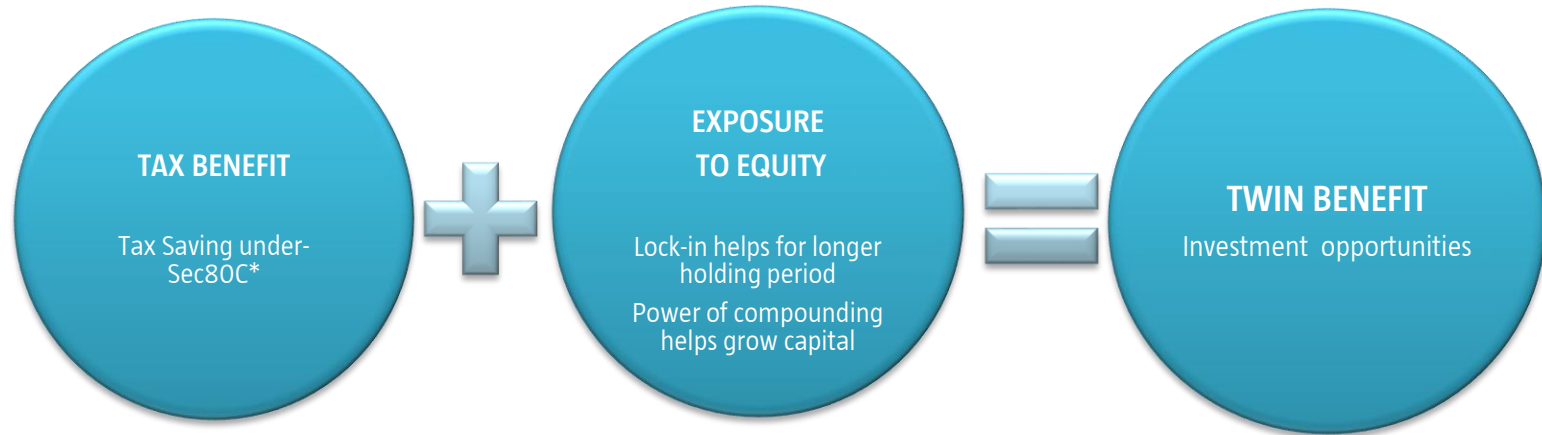 TAX BENEFIT
Tax Saving under-
Sec80C*
EXPOSURE
TO EQUITY
Lock-in helps for longer
holding period
Power of compounding
helps grow capital
TWIN BENEFIT
Investment opportunities